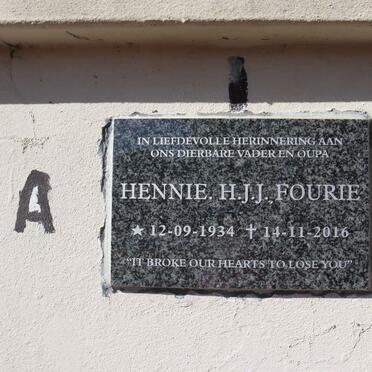 IN LIEFDEVOLLE HERINNERING AAN
ONS DIERBARE VADER EN OUPA
HENNIE. H.J.J. FOURIE
★ 12-09-1934 ✝ 14-11-2016
"IT BROKE OUR HEARTS TO LOSE YOU"
A